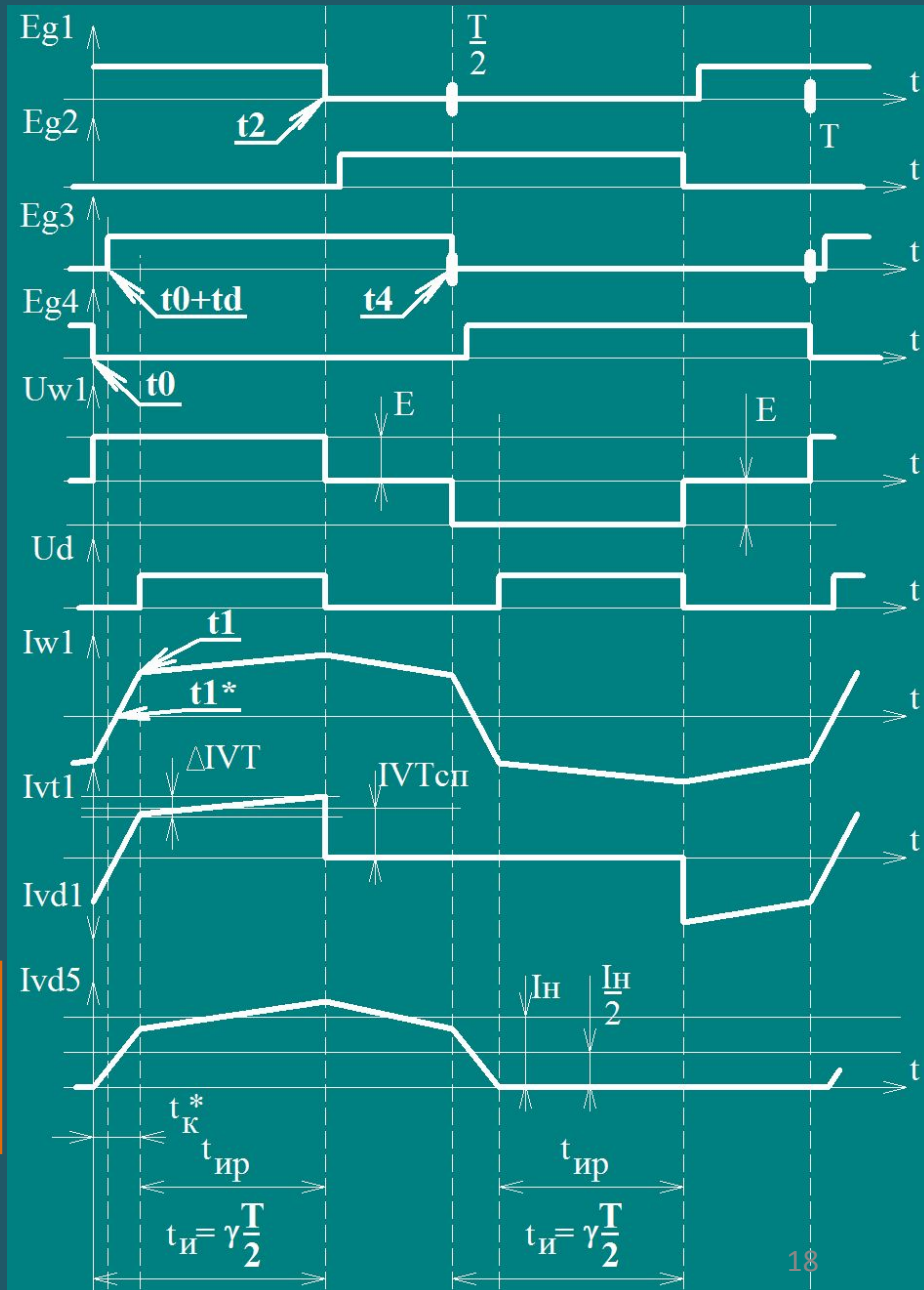 Eg1
T
2
t
t2
T
Eg2
t
Eg3
t
t0+td
t4
Eg4
t
t0
Uw1
E
E
t
Ud
t
Iw1
t1
t1*
t
△IVT
IVTсп
Ivt1
t
Ivd1
Ivd5
Iн
Iн
2
t
tк*
tир
tир
tи= γT/2
tи= γT/2
18